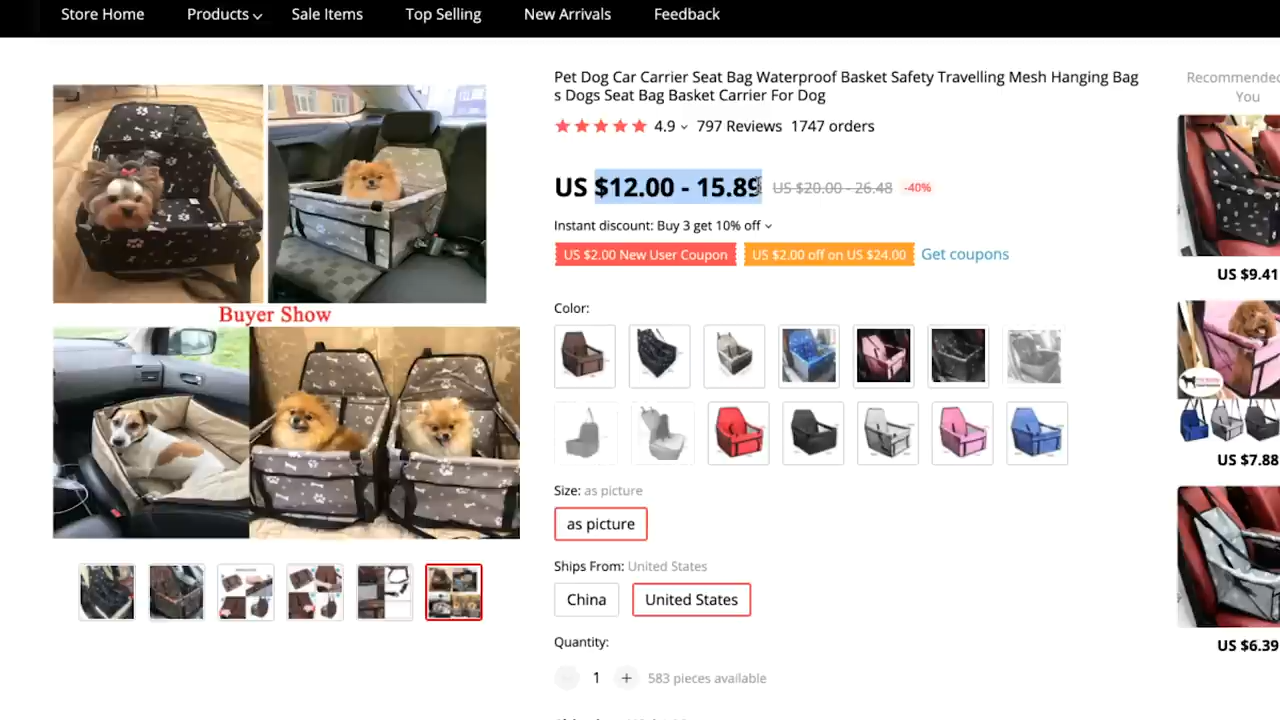 Store Home Products Sale Items Top Selling New Arrivals Feedback
Pet Dog Car Carrier Seat Bag Waterproof Basket Safety Travelling Mesh Hanging Bag
s Dogs Seat Bag Basket Carrier For Dog
4.9 797 Reviews 1747 orders
US $12.00 - 15.89 US $20.00 - 26.48 -40%
Instant discount: Buy 3 get 10% off
US $2.00 New User Coupon US $2.00 off on US $24.00 Get coupons
Buyer Show
Color:
Size: as picture
as picture
Ships From: United States
China United States
Quantity:
1 + 583 pieces available
Recommended
You
US $9.41
US $7.88
US $6.39